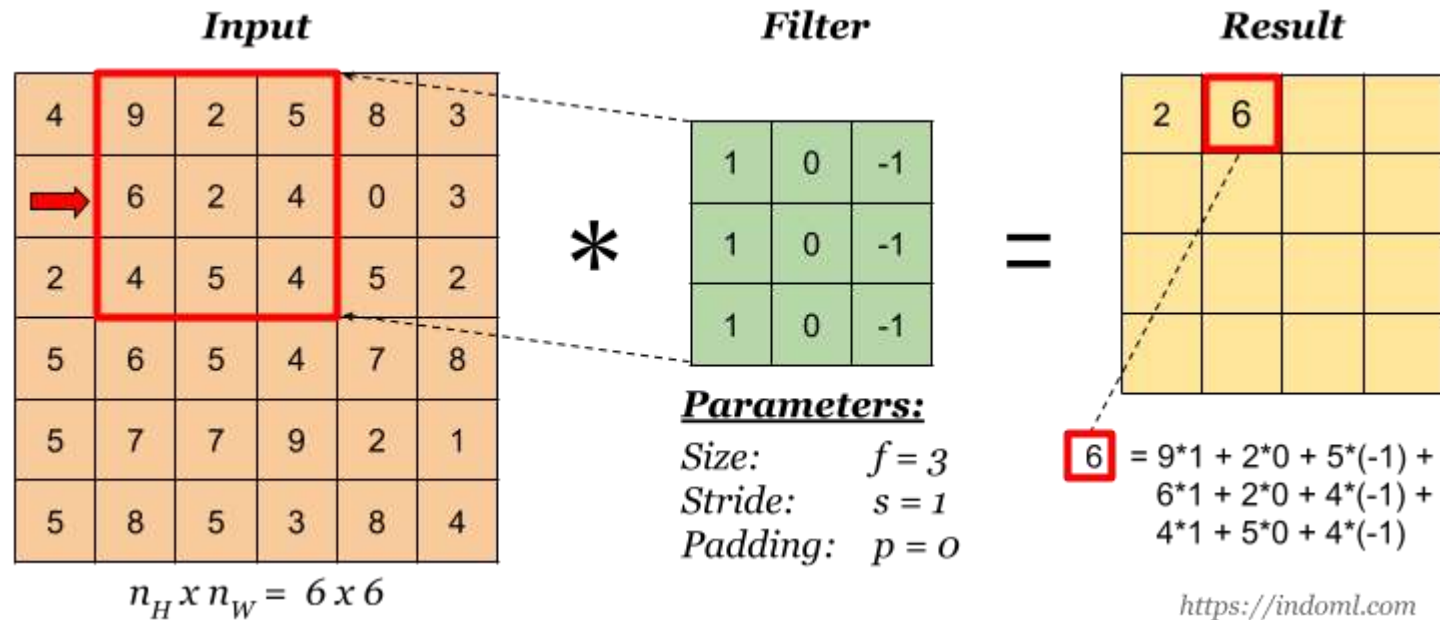 Input Filter Result
4 9 2 5 8 3
6 2 4 0 3
2 4 5 4 5 2
5 6 5 4 7 8
5 7 7 9 2 1
5 8 5 3 8 4
n_H x n_W = 6 x 6
*
1 0 -1
1 0 -1
1 0 -1
Parameters:
Size: f = 3
Stride: s = 1
Padding: p = 0
=
2 6
6 = 9*1 + 2*0 + 5*(-1) +
6*1 + 2*0 + 4*(-1) +
4*1 + 5*0 + 4*(-1)
https://indoml.com